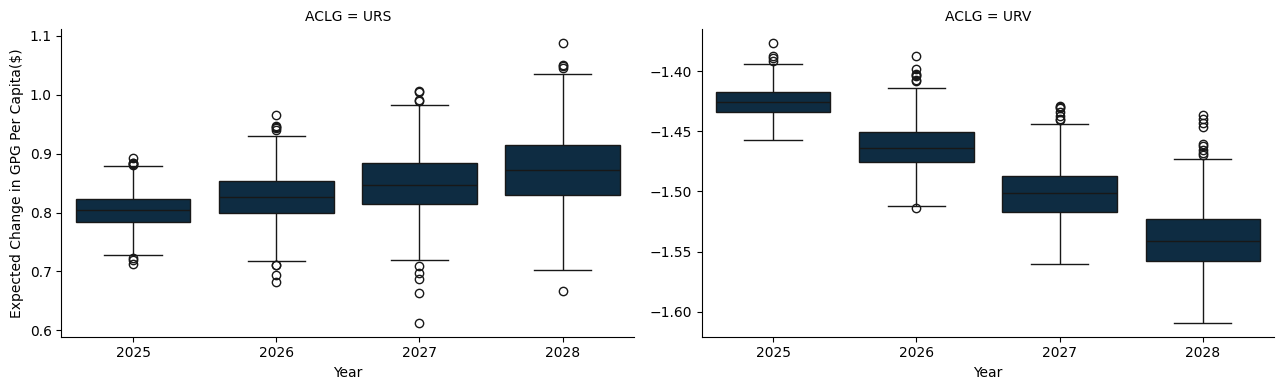 ACLG = URS
Expected Change in GPG Per Capita($)
1.1
1.0
0.9
0.8
0.7
0.6
2025 2026 2027 2028
Year
ACLG = URV
−1.40
−1.45
−1.50
−1.55
−1.60
2025 2026 2027 2028
Year